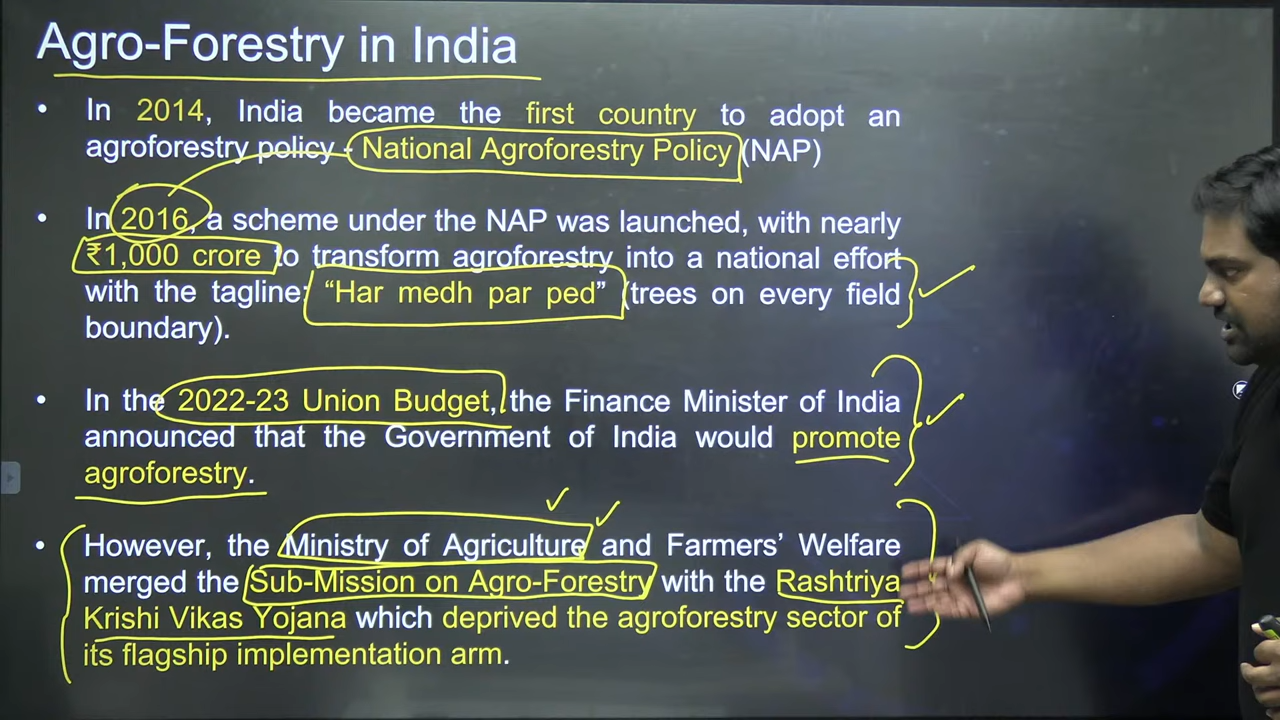 Agro-Forestry in India
• In 2014, India became the first country to adopt an
agroforestry policy - National Agroforestry Policy (NAP)
• In 2016, a scheme under the NAP was launched, with nearly
₹1,000 crore to transform agroforestry into a national effort
with the tagline: “Har medh par ped” (trees on every field
boundary).
• In the 2022-23 Union Budget, the Finance Minister of India
announced that the Government of India would promote
agroforestry.
• However, the Ministry of Agriculture and Farmers’ Welfare
merged the Sub-Mission on Agro-Forestry with the Rashtriya
Krishi Vikas Yojana which deprived the agroforestry sector of
its flagship implementation arm.